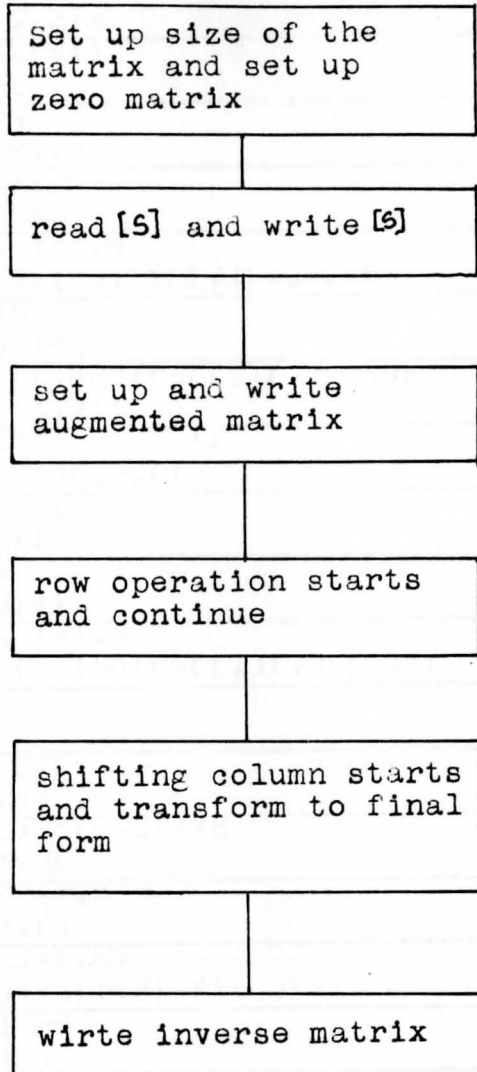 Set up size of the
matrix and set up
zero matrix
read [S] and write [S]
set up and write
augmented matrix
row operation starts
and continue
shifting column starts
and transform to final
form
wirte inverse matrix